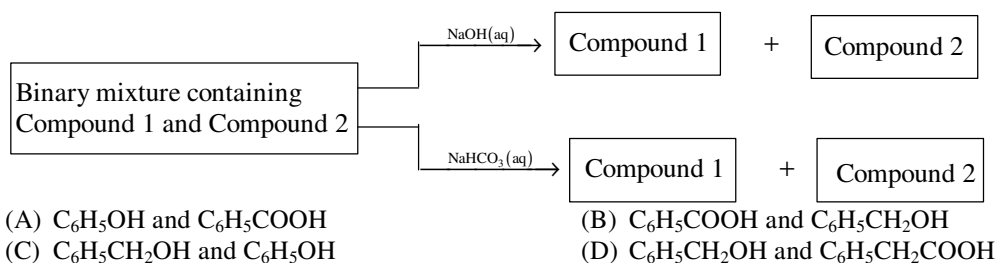 NaOH(aq)
Compound 1 + Compound 2
Binary mixture containing
Compound 1 and Compound 2
NaHCO₃(aq)
Compound 1 + Compound 2
(A) C₆H₅OH and C₆H₅COOH (B) C₆H₅COOH and C₆H₅CH₂OH
(C) C₆H₅CH₂OH and C₆H₅OH (D) C₆H₅CH₂OH and C₆H₅CH₂COOH